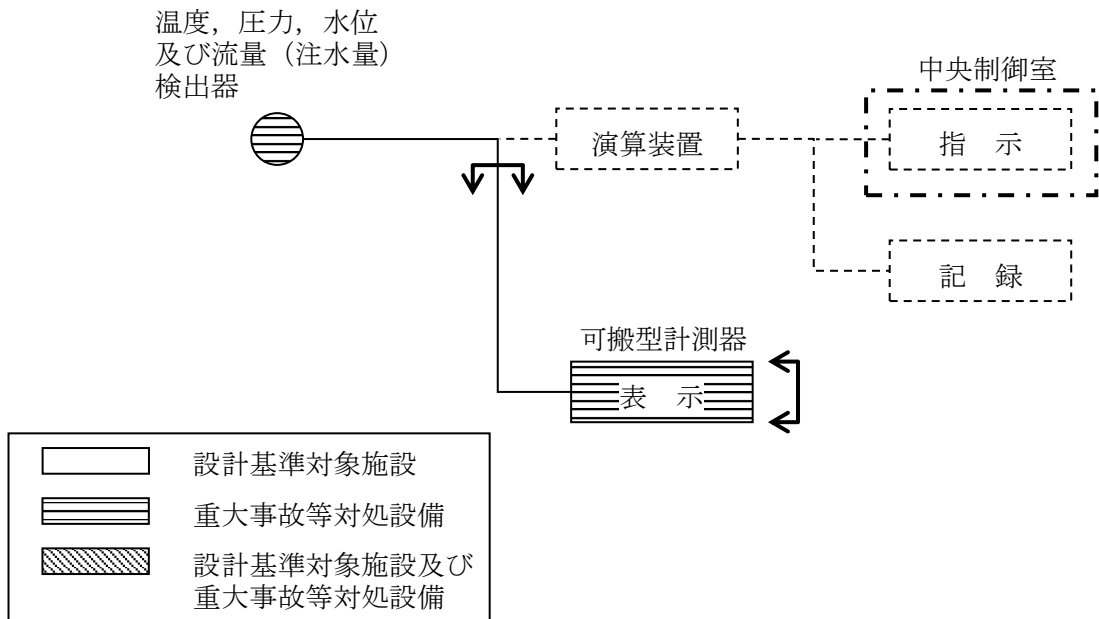 温度，圧力，水位
及び流量（注水量）
検出器
中央制御室
演算装置
指　示
記　録
可搬型計測器
表　示
設計基準対象施設
重大事故等対処設備
設計基準対象施設及び
重大事故等対処設備